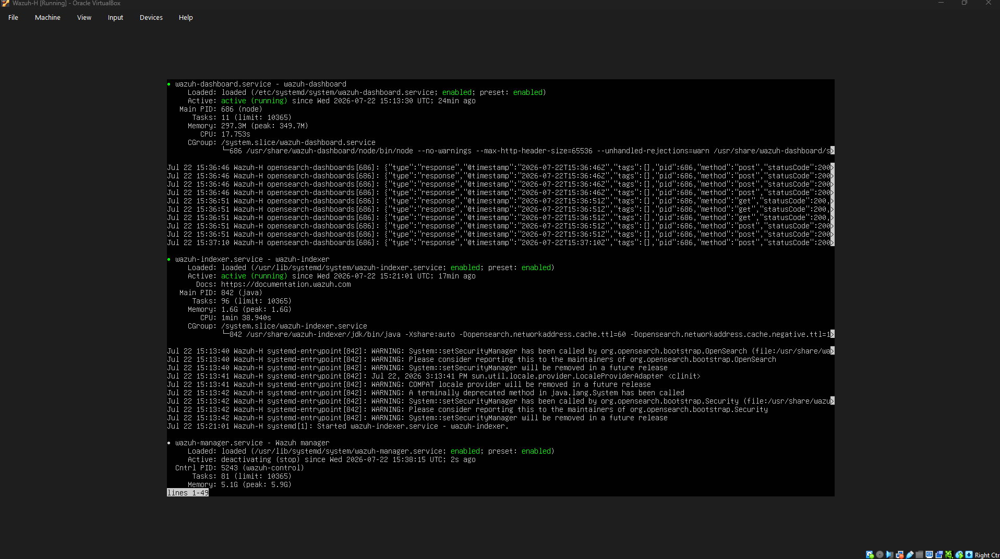 Wazuh-H [Running] - Oracle VirtualBox
File Machine View Input Devices Help
● wazuh-dashboard.service - wazuh-dashboard
Loaded: loaded (/etc/systemd/system/wazuh-dashboard.service; enabled; preset: enabled)
Active: active (running) since Wed 2026-07-22 15:13:30 UTC; 24min ago
Main PID: 686 (node)
Tasks: 11 (limit: 10365)
Memory: 297.3M (peak: 349.7M)
CPU: 17.753s
CGroup: /system.slice/wazuh-dashboard.service
└─686 /usr/share/wazuh-dashboard/node/bin/node --no-warnings --max-http-header-size=65536 --unhandled-rejections=warn /usr/share/wazuh-dashboard/s>
Jul 22 15:36:46 Wazuh-H opensearch-dashboards[686]: {"type":"response","@timestamp":"2026-07-22T15:36:46Z","tags":[],"pid":686,"method":"post","statusCode":200>
Jul 22 15:36:46 Wazuh-H opensearch-dashboards[686]: {"type":"response","@timestamp":"2026-07-22T15:36:46Z","tags":[],"pid":686,"method":"post","statusCode":200>
Jul 22 15:36:46 Wazuh-H opensearch-dashboards[686]: {"type":"response","@timestamp":"2026-07-22T15:36:46Z","tags":[],"pid":686,"method":"post","statusCode":200>
Jul 22 15:36:46 Wazuh-H opensearch-dashboards[686]: {"type":"response","@timestamp":"2026-07-22T15:36:46Z","tags":[],"pid":686,"method":"post","statusCode":200>
Jul 22 15:36:51 Wazuh-H opensearch-dashboards[686]: {"type":"response","@timestamp":"2026-07-22T15:36:51Z","tags":[],"pid":686,"method":"get","statusCode":200,>
Jul 22 15:36:51 Wazuh-H opensearch-dashboards[686]: {"type":"response","@timestamp":"2026-07-22T15:36:51Z","tags":[],"pid":686,"method":"get","statusCode":200,>
Jul 22 15:36:51 Wazuh-H opensearch-dashboards[686]: {"type":"response","@timestamp":"2026-07-22T15:36:51Z","tags":[],"pid":686,"method":"get","statusCode":200,>
Jul 22 15:36:51 Wazuh-H opensearch-dashboards[686]: {"type":"response","@timestamp":"2026-07-22T15:36:51Z","tags":[],"pid":686,"method":"post","statusCode":200>
Jul 22 15:36:51 Wazuh-H opensearch-dashboards[686]: {"type":"response","@timestamp":"2026-07-22T15:36:51Z","tags":[],"pid":686,"method":"post","statusCode":200>
Jul 22 15:37:10 Wazuh-H opensearch-dashboards[686]: {"type":"response","@timestamp":"2026-07-22T15:37:10Z","tags":[],"pid":686,"method":"post","statusCode":200>
● wazuh-indexer.service - wazuh-indexer
Loaded: loaded (/usr/lib/systemd/system/wazuh-indexer.service; enabled; preset: enabled)
Active: active (running) since Wed 2026-07-22 15:21:01 UTC; 17min ago
Docs: https://documentation.wazuh.com
Main PID: 842 (java)
Tasks: 96 (limit: 10365)
Memory: 1.6G (peak: 1.6G)
CPU: 1min 38.940s
CGroup: /system.slice/wazuh-indexer.service
└─842 /usr/share/wazuh-indexer/jdk/bin/java -Xshare:auto -Dopensearch.networkaddress.cache.ttl=60 -Dopensearch.networkaddress.cache.negative.ttl=1>
Jul 22 15:13:40 Wazuh-H systemd-entrypoint[842]: WARNING: System::setSecurityManager has been called by org.opensearch.bootstrap.OpenSearch (file:/usr/share/wa>
Jul 22 15:13:40 Wazuh-H systemd-entrypoint[842]: WARNING: Please consider reporting this to the maintainers of org.opensearch.bootstrap.OpenSearch
Jul 22 15:13:40 Wazuh-H systemd-entrypoint[842]: WARNING: System::setSecurityManager will be removed in a future release
Jul 22 15:13:41 Wazuh-H systemd-entrypoint[842]: Jul 22, 2026 3:13:41 PM sun.util.locale.provider.LocaleProviderAdapter <clinit>
Jul 22 15:13:41 Wazuh-H systemd-entrypoint[842]: WARNING: COMPAT locale provider will be removed in a future release
Jul 22 15:13:42 Wazuh-H systemd-entrypoint[842]: WARNING: A terminally deprecated method in java.lang.System has been called
Jul 22 15:13:42 Wazuh-H systemd-entrypoint[842]: WARNING: System::setSecurityManager has been called by org.opensearch.bootstrap.Security (file:/usr/share/wazu>
Jul 22 15:13:42 Wazuh-H systemd-entrypoint[842]: WARNING: Please consider reporting this to the maintainers of org.opensearch.bootstrap.Security
Jul 22 15:13:42 Wazuh-H systemd-entrypoint[842]: WARNING: System::setSecurityManager will be removed in a future release
Jul 22 15:21:01 Wazuh-H systemd[1]: Started wazuh-indexer.service - wazuh-indexer.
● wazuh-manager.service - Wazuh manager
Loaded: loaded (/usr/lib/systemd/system/wazuh-manager.service; enabled; preset: enabled)
Active: deactivating (stop) since Wed 2026-07-22 15:38:15 UTC; 2s ago
Cntrl PID: 5243 (wazuh-control)
Tasks: 81 (limit: 10365)
Memory: 5.1G (peak: 5.9G)
lines 1-49
Right Ctr